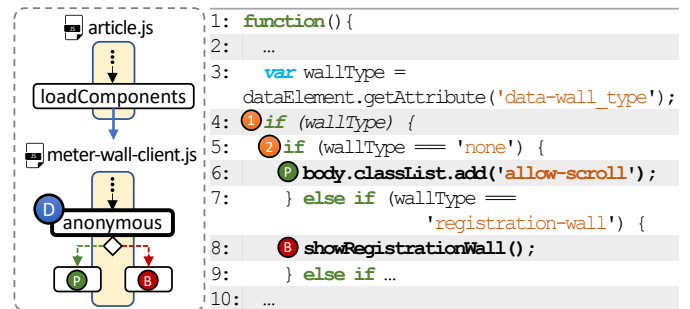 article.js
⋮
loadComponents
meter-wall-client.js
⋮
D
anonymous
P B
1: function(){
2: …
3: var wallType =
dataElement.getAttribute('data-wall_type');
4: 1 if (wallType) {
5: 2 if (wallType === 'none') {
6: P body.classList.add('allow-scroll');
7: } else if (wallType ===
'registration-wall') {
8: B showRegistrationWall();
9: } else if …
10: …